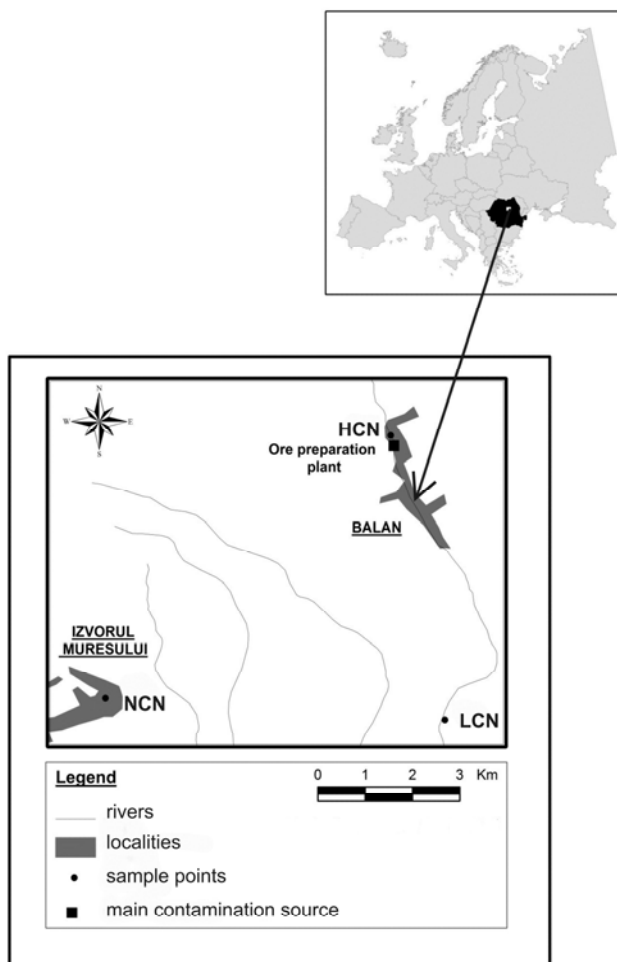 N
W E
S
HCN
Ore preparation
plant
BALAN
IZVORUL
MURESULUI
NCN
LCN
Legend
0 1 2 3 Km
rivers
localities
sample points
main contamination source